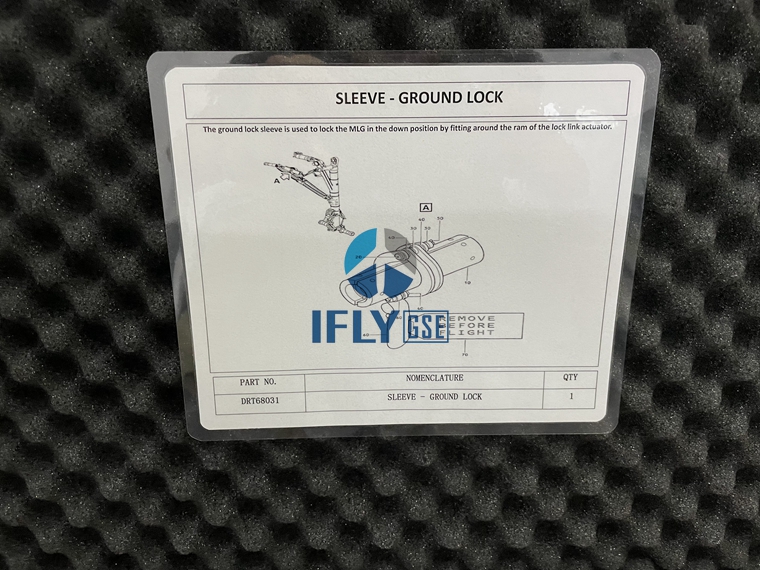 SLEEVE - GROUND LOCK
The ground lock sleeve is used to lock the MLG in the down position by fitting around the ram of the lock link actuator.
A
A
IFLY GSE
REMOVE
BEFORE
FLIGHT
PART NO. NOMENCLATURE QTY
DRT68031 SLEEVE - GROUND LOCK 1